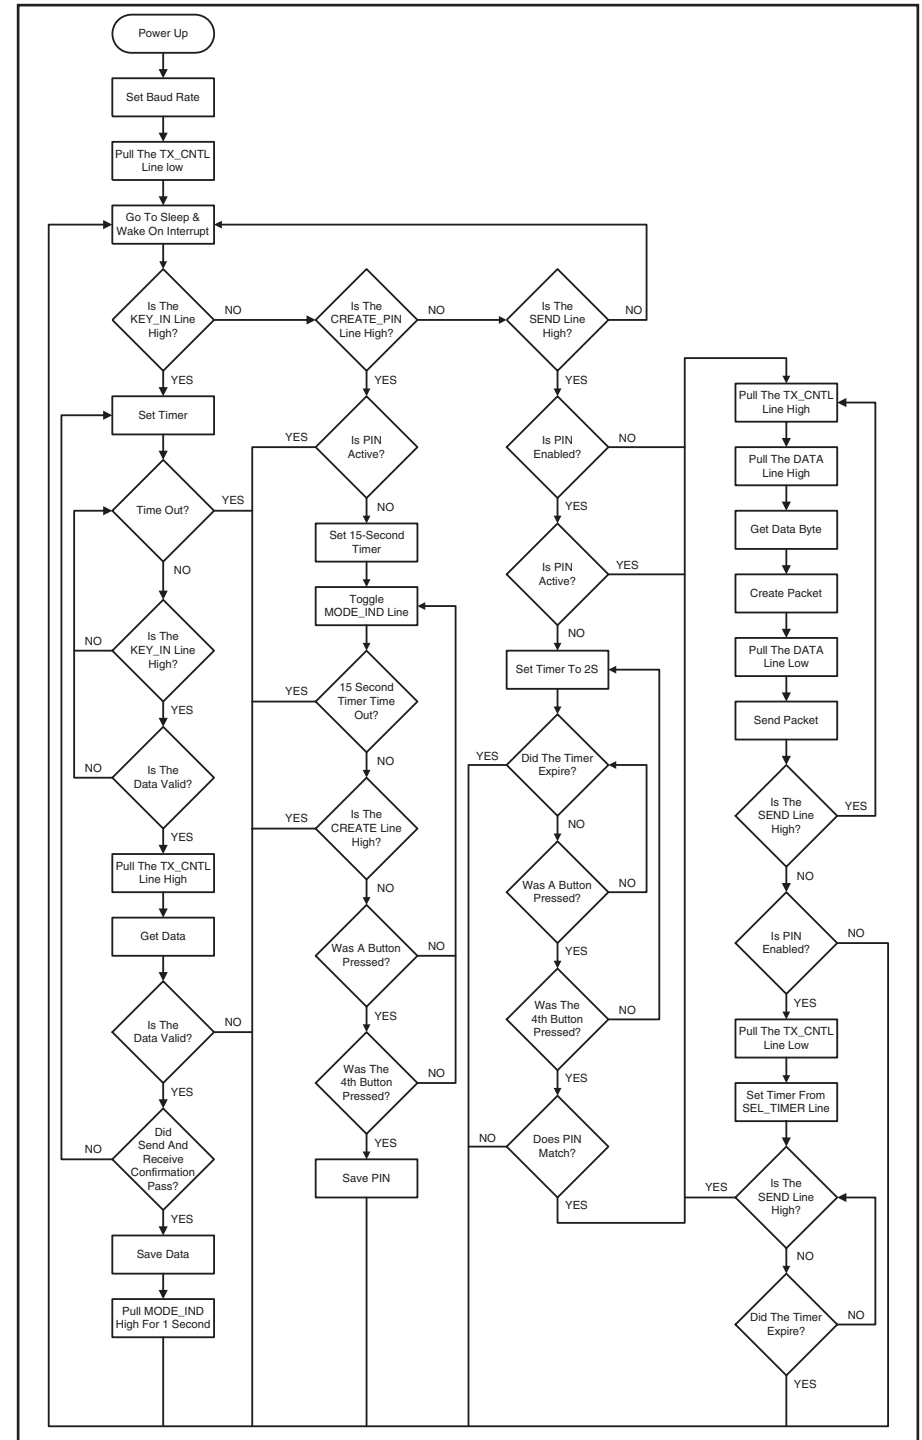 Power Up
Set Baud Rate
Pull The TX_CNTL
Line low
Go To Sleep &
Wake On Interrupt
Is The
KEY_IN Line
High?
NO
YES
Set Timer
Time Out?
YES
NO
Is The
KEY_IN Line
High?
NO
YES
Is The
Data Valid?
NO
YES
Pull The TX_CNTL
Line High
Get Data
Is The
Data Valid?
NO
YES
Did
Send And
Receive
Confirmation
Pass?
NO
YES
Save Data
Pull MODE_IND
High For 1 Second
Is The
CREATE_PIN
Line High?
NO
YES
Is PIN
Active?
YES
NO
Set 15-Second
Timer
Toggle
MODE_IND Line
15 Second
Timer Time
Out?
YES
NO
Is The
CREATE Line
High?
YES
NO
Was A Button
Pressed?
NO
YES
Was The
4th Button
Pressed?
NO
YES
Save PIN
Is The
SEND Line
High?
NO
YES
Is PIN
Enabled?
NO
YES
Is PIN
Active?
YES
NO
Set Timer To 2S
Did The Timer
Expire?
YES
NO
Was A Button
Pressed?
NO
YES
Was The
4th Button
Pressed?
NO
YES
Does PIN
Match?
NO
YES
Pull The TX_CNTL
Line High
Pull The DATA
Line High
Get Data Byte
Create Packet
Pull The DATA
Line Low
Send Packet
Is The
SEND Line
High?
YES
NO
Is PIN
Enabled?
NO
YES
Pull The TX_CNTL
Line Low
Set Timer From
SEL_TIMER Line
Is The
SEND Line
High?
YES
NO
Did The Timer
Expire?
NO
YES